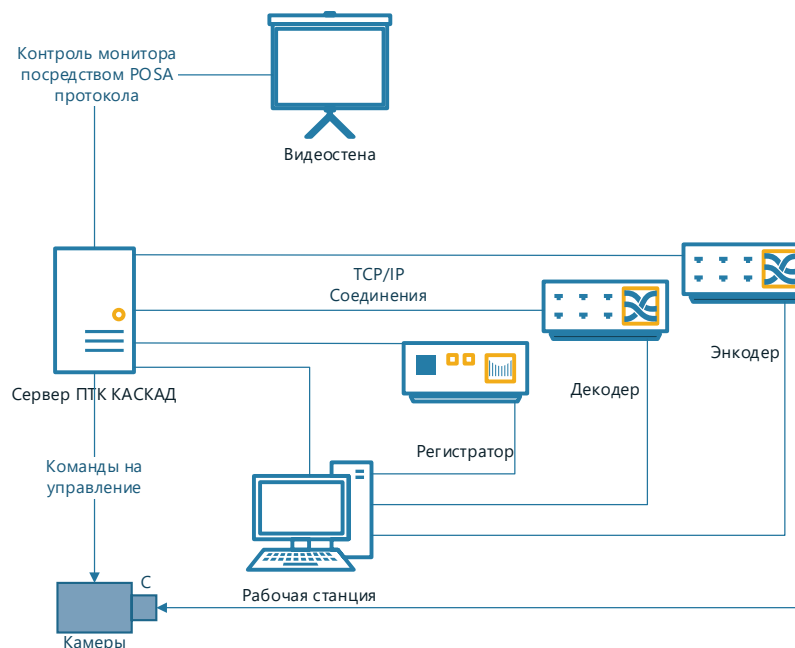 Контроль монитора
посредством POSA
протокола
Видеостена
TCP/IP
Соединения
Энкодер
Декодер
Сервер ПТК КАСКАД
Регистратор
Команды на
управление
C
Рабочая станция
Камеры